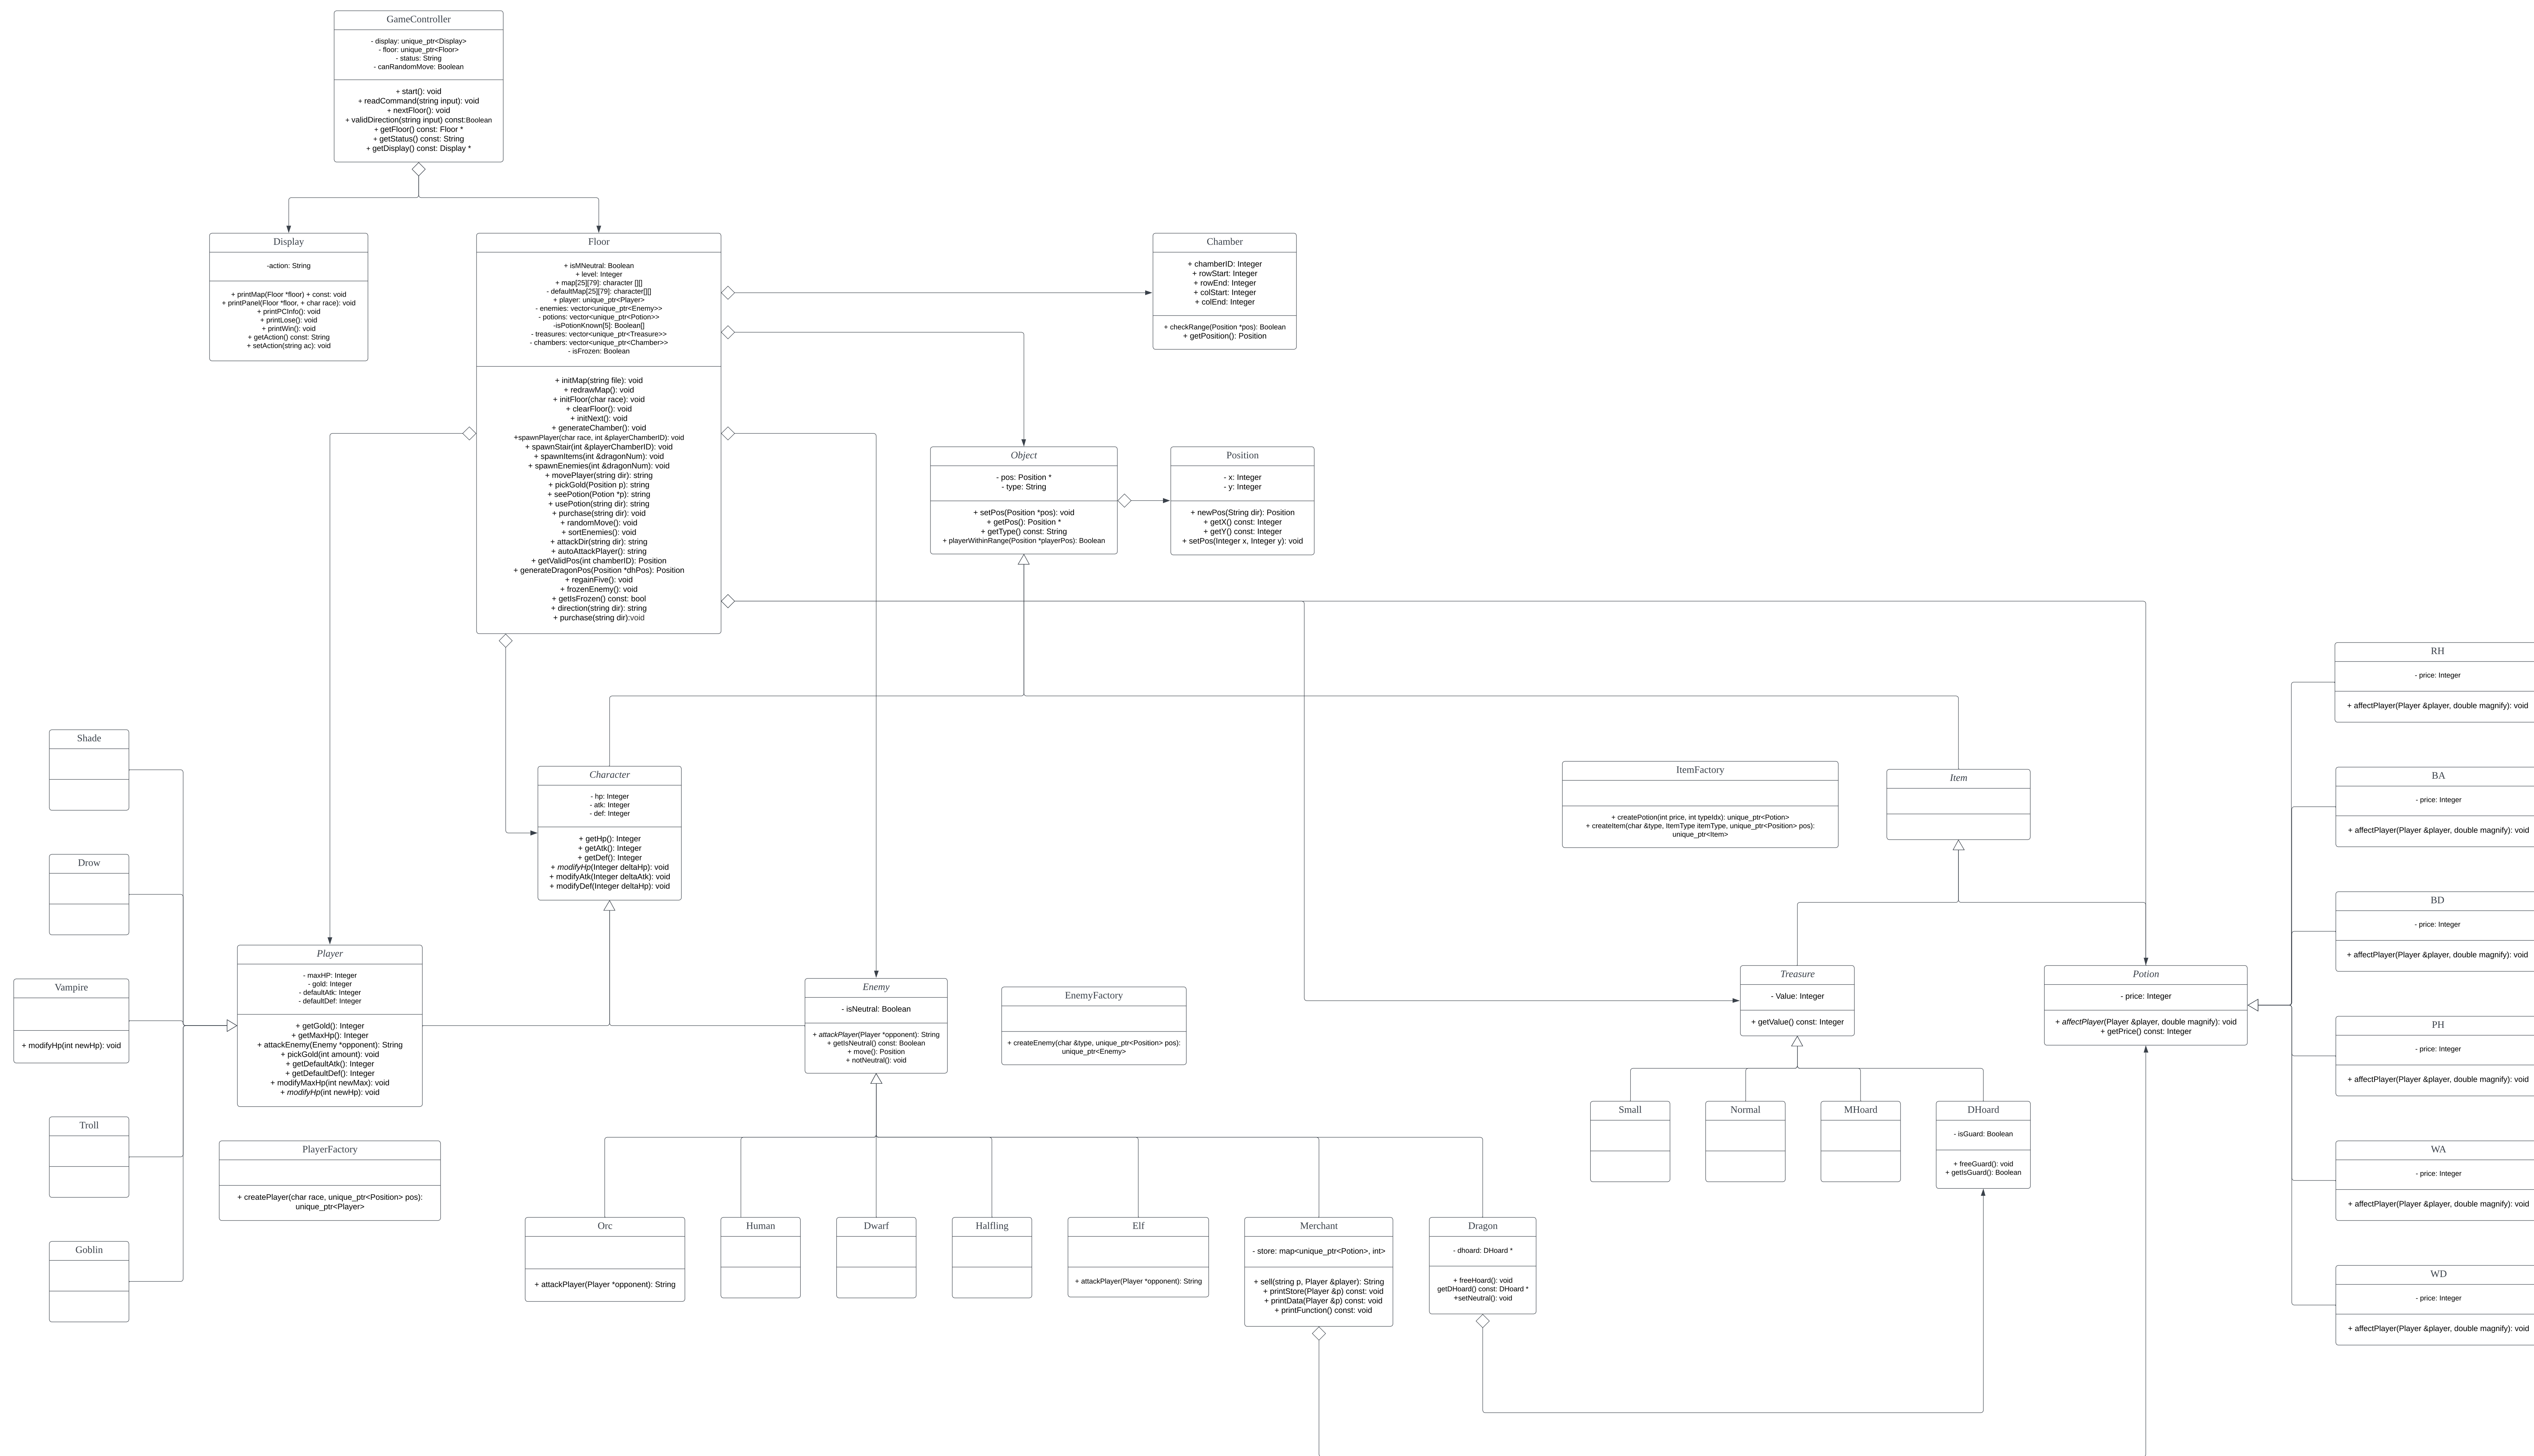 GameController
- display: unique_ptr<Display>
- floor: unique_ptr<Floor>
- status: String
- canRandomMove: Boolean
+ start(): void
+ readCommand(string input): void
+ nextFloor(): void
+ validDirection(string input) const:Boolean
+ getFloor() const: Floor *
+ getStatus() const: String
+ getDisplay() const: Display *
Display
-action: String
+ printMap(Floor *floor) + const: void
+ printPanel(Floor *floor, + char race): void
+ printPCInfo(): void
+ printLose(): void
+ printWin(): void
+ getAction() const: String
+ setAction(string ac): void
Floor
+ isMNeutral: Boolean
+ level: Integer
+ map[25][79]: character [][]
- defaultMap[25][79]: character[][]
+ player: unique_ptr<Player>
- enemies: vector<unique_ptr<Enemy>>
- potions: vector<unique_ptr<Potion>>
-isPotionKnown[5]: Boolean[]
- treasures: vector<unique_ptr<Treasure>>
- chambers: vector<unique_ptr<Chamber>>
- isFrozen: Boolean
+ initMap(string file): void
+ redrawMap(): void
+ initFloor(char race): void
+ clearFloor(): void
+ initNext(): void
+ generateChamber(): void
+spawnPlayer(char race, int &playerChamberID): void
+ spawnStair(int &playerChamberID): void
+ spawnItems(int &dragonNum): void
+ spawnEnemies(int &dragonNum): void
+ movePlayer(string dir): string
+ pickGold(Position p): string
+ seePotion(Potion *p): string
+ usePotion(string dir): string
+ purchase(string dir): void
+ randomMove(): void
+ sortEnemies(): void
+ attackDir(string dir): string
+ autoAttackPlayer(): string
+ getValidPos(int chamberID): Position
+ generateDragonPos(Position *dhPos): Position
+ regainFive(): void
+ frozenEnemy(): void
+ getIsFrozen() const: bool
+ direction(string dir): string
+ purchase(string dir):void
Chamber
+ chamberID: Integer
+ rowStart: Integer
+ rowEnd: Integer
+ colStart: Integer
+ colEnd: Integer
+ checkRange(Position *pos): Boolean
+ getPosition(): Position
Object
- pos: Position *
- type: String
+ setPos(Position *pos): void
+ getPos(): Position *
+ getType() const: String
+ playerWithinRange(Position *playerPos): Boolean
Position
- x: Integer
- y: Integer
+ newPos(String dir): Position
+ getX() const: Integer
+ getY() const: Integer
+ setPos(Integer x, Integer y): void
RH
- price: Integer
+ affectPlayer(Player &player, double magnify): void
Shade
Character
- hp: Integer
- atk: Integer
- def: Integer
+ getHp(): Integer
+ getAtk(): Integer
+ getDef(): Integer
+ modifyHp(Integer deltaHp): void
+ modifyAtk(Integer deltaAtk): void
+ modifyDef(Integer deltaHp): void
ItemFactory
+ createPotion(int price, int typeIdx): unique_ptr<Potion>
+ createItem(char &type, ItemType itemType, unique_ptr<Position> pos):
unique_ptr<Item>
Item
BA
- price: Integer
+ affectPlayer(Player &player, double magnify): void
Drow
BD
- price: Integer
+ affectPlayer(Player &player, double magnify): void
Vampire
+ modifyHp(int newHp): void
Player
- maxHP: Integer
- gold: Integer
- defaultAtk: Integer
- defaultDef: Integer
+ getGold(): Integer
+ getMaxHp(): Integer
+ attackEnemy(Enemy *opponent): String
+ pickGold(int amount): void
+ getDefaultAtk(): Integer
+ getDefaultDef(): Integer
+ modifyMaxHp(int newMax): void
+ modifyHp(int newHp): void
Enemy
- isNeutral: Boolean
+ attackPlayer(Player *opponent): String
+ getIsNeutral() const: Boolean
+ move(): Position
+ notNeutral(): void
EnemyFactory
+ createEnemy(char &type, unique_ptr<Position> pos):
unique_ptr<Enemy>
Treasure
- Value: Integer
+ getValue() const: Integer
Potion
- price: Integer
+ affectPlayer(Player &player, double magnify): void
+ getPrice() const: Integer
PH
- price: Integer
+ affectPlayer(Player &player, double magnify): void
Troll
PlayerFactory
+ createPlayer(char race, unique_ptr<Position> pos):
unique_ptr<Player>
Small
Normal
MHoard
DHoard
- isGuard: Boolean
+ freeGuard(): void
+ getIsGuard(): Boolean
WA
- price: Integer
+ affectPlayer(Player &player, double magnify): void
Goblin
Orc
+ attackPlayer(Player *opponent): String
Human
Dwarf
Halfling
Elf
+ attackPlayer(Player *opponent): String
Merchant
- store: map<unique_ptr<Potion>, int>
+ sell(string p, Player &player): String
+ printStore(Player &p) const: void
+ printData(Player &p) const: void
+ printFunction() const: void
Dragon
- dhoard: DHoard *
+ freeHoard(): void
getDHoard() const: DHoard *
+setNeutral(): void
WD
- price: Integer
+ affectPlayer(Player &player, double magnify): void